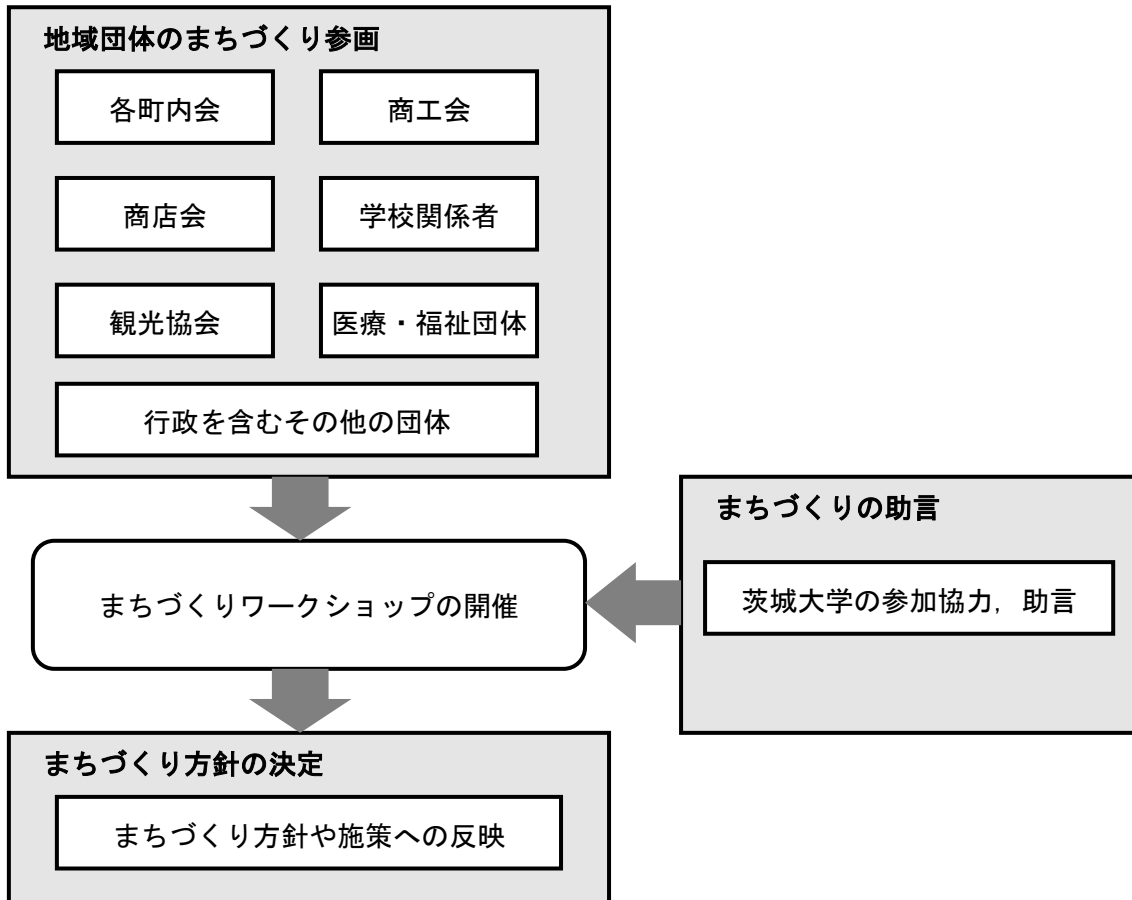 地域団体のまちづくり参画
各町内会
商工会
商店会
学校関係者
観光協会
医療・福祉団体
行政を含むその他の団体
まちづくりの助言
まちづくりワークショップの開催
茨城大学の参加協力，助言
まちづくり方針の決定
まちづくり方針や施策への反映